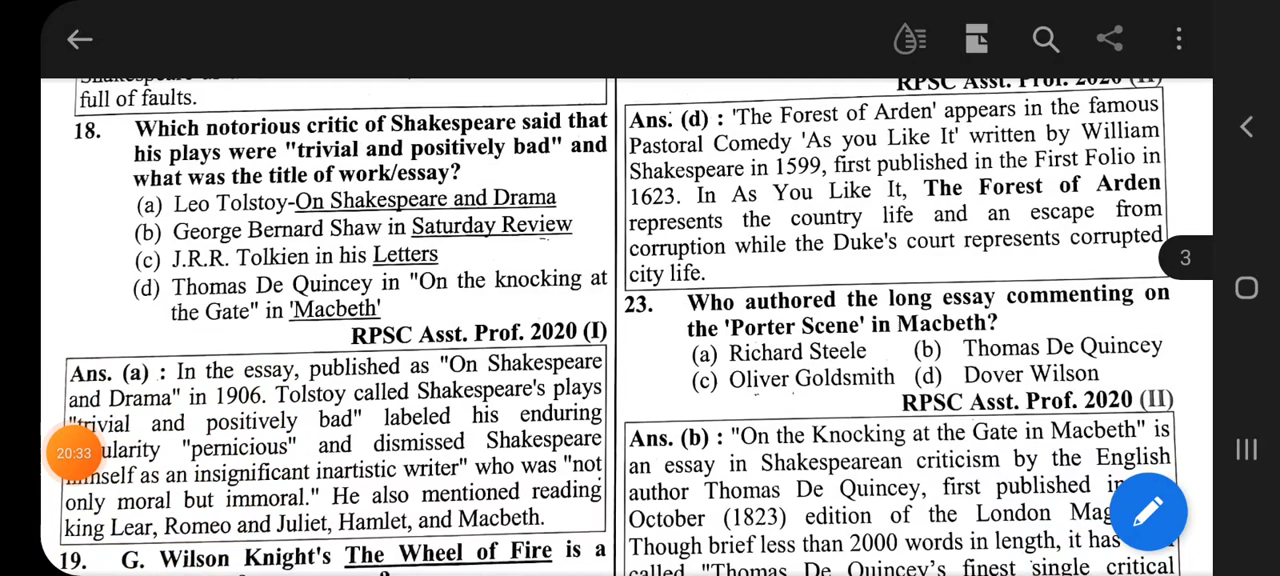 full of faults.
18. Which notorious critic of Shakespeare said that
his plays were "trivial and positively bad" and
what was the title of work/essay?
(a) Leo Tolstoy-On Shakespeare and Drama
(b) George Bernard Shaw in Saturday Review
(c) J.R.R. Tolkien in his Letters
(d) Thomas De Quincey in "On the knocking at
the Gate" in 'Macbeth'
RPSC Asst. Prof. 2020 (I)
Ans. (a) : In the essay, published as "On Shakespeare
and Drama" in 1906. Tolstoy called Shakespeare's plays
"trivial and positively bad" labeled his enduring
ularity "pernicious" and dismissed Shakespeare
as an insignificant inartistic writer" who was "not
only moral but immoral." He also mentioned reading
king Lear, Romeo and Juliet, Hamlet, and Macbeth.
19. G. Wilson Knight's The Wheel of Fire is a
RPSC Asst. Prof. 2020 (II)
Ans. (d) : 'The Forest of Arden' appears in the famous
Pastoral Comedy 'As you Like It' written by William
Shakespeare in 1599, first published in the First Folio in
1623. In As You Like It, The Forest of Arden
represents the country life and an escape from
corruption while the Duke's court represents corrupted
city life.
23. Who authored the long essay commenting on
the 'Porter Scene' in Macbeth?
(a) Richard Steele (b) Thomas De Quincey
(c) Oliver Goldsmith (d) Dover Wilson
RPSC Asst. Prof. 2020 (II)
Ans. (b) : "On the Knocking at the Gate in Macbeth" is
an essay in Shakespearean criticism by the English
author Thomas De Quincey, first published in
October (1823) edition of the London Mag
Though brief less than 2000 words in length, it has
called "Thomas De Quincey's finest single critical
3
20:33